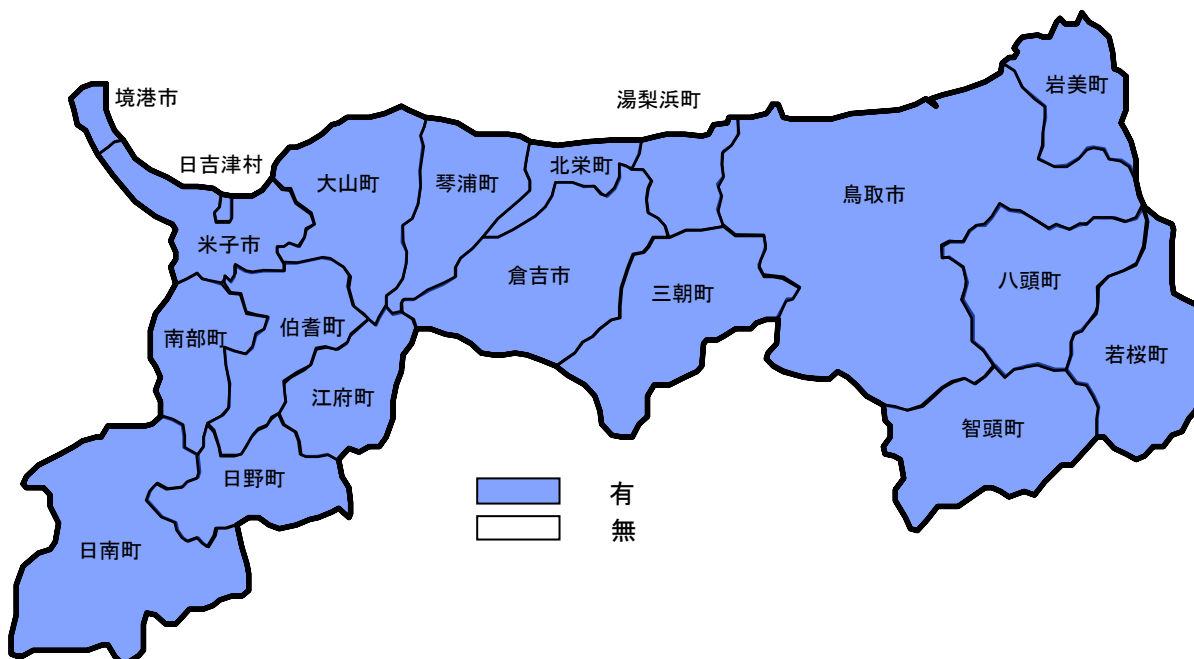 岩美町
境港市
湯梨浜町
日吉津村
北栄町
大山町
琴浦町
鳥取市
米子市
倉吉市
八頭町
三朝町
伯耆町
南部町
若桜町
江府町
智頭町
日野町
有
無
日南町